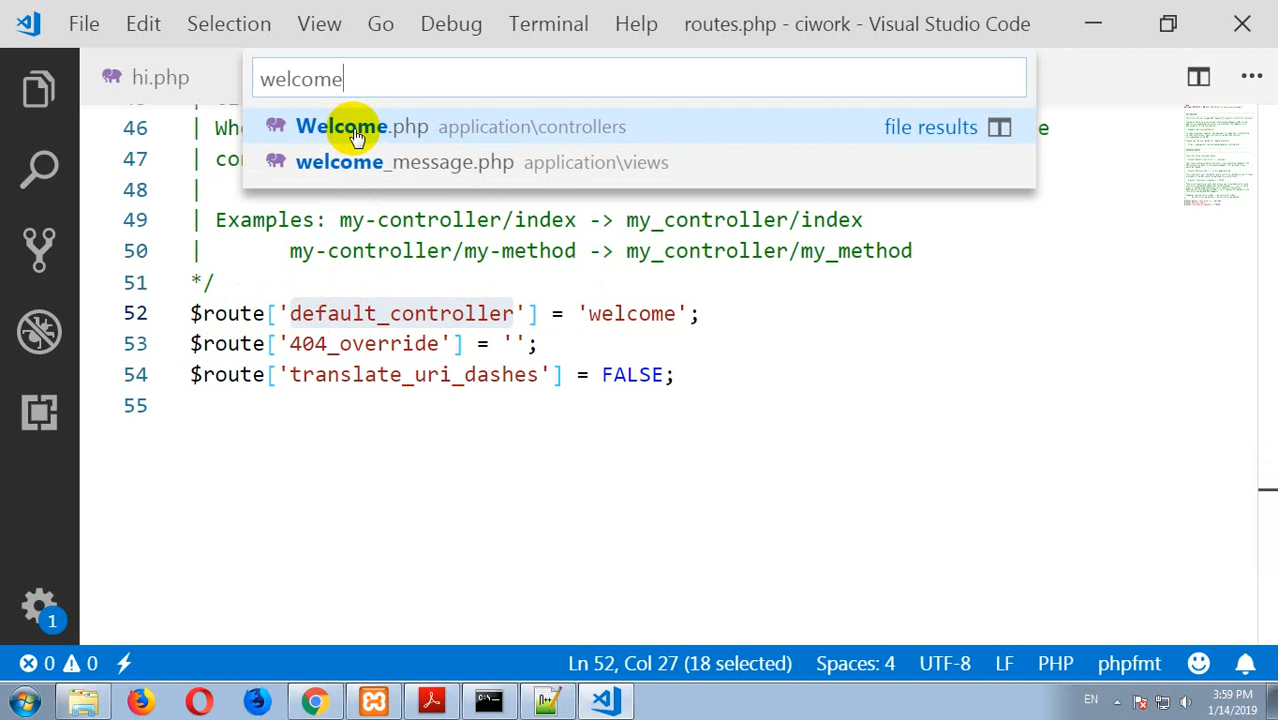 File Edit Selection View Go Debug Terminal Help routes.php - ciwork - Visual Studio Code
hi.php
welcome
Welcome.php file results
welcome_message.php application\views
46 | Whe e
47 | co
48 |
49 | Examples: my-controller/index -> my_controller/index
50 | my-controller/my-method -> my_controller/my_method
51 */
52 $route['default_controller'] = 'welcome';
53 $route['404_override'] = '';
54 $route['translate_uri_dashes'] = FALSE;
55
1
0 0 Ln 52, Col 27 (18 selected) Spaces: 4 UTF-8 LF PHP phpfmt
EN 3:59 PM
1/14/2019